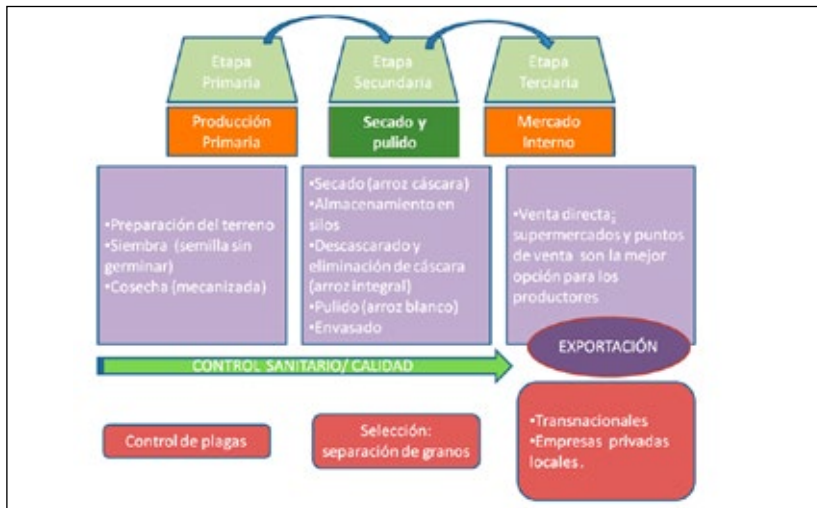 Etapa
Primaria
Etapa
Secundaria
Etapa
Terciaria
Producción
Primaria
Secado y
pulido
Mercado
Interno
•Preparación del terreno
•Siembra (semilla sin
germinar)
•Cosecha (mecanizada)
•Secado (arroz cáscara)
•Almacenamiento en
silos
•Descascarado y
eliminación de cáscara
(arroz integral)
•Pulido (arroz blanco)
•Envasado
•Venta directa;
supermercados y puntos
de venta son la mejor
opción para los
productores
EXPORTACIÓN
CONTROL SANITARIO/ CALIDAD
Control de plagas
Selección:
separación de granos
•Transnacionales
•Empresas privadas
locales.